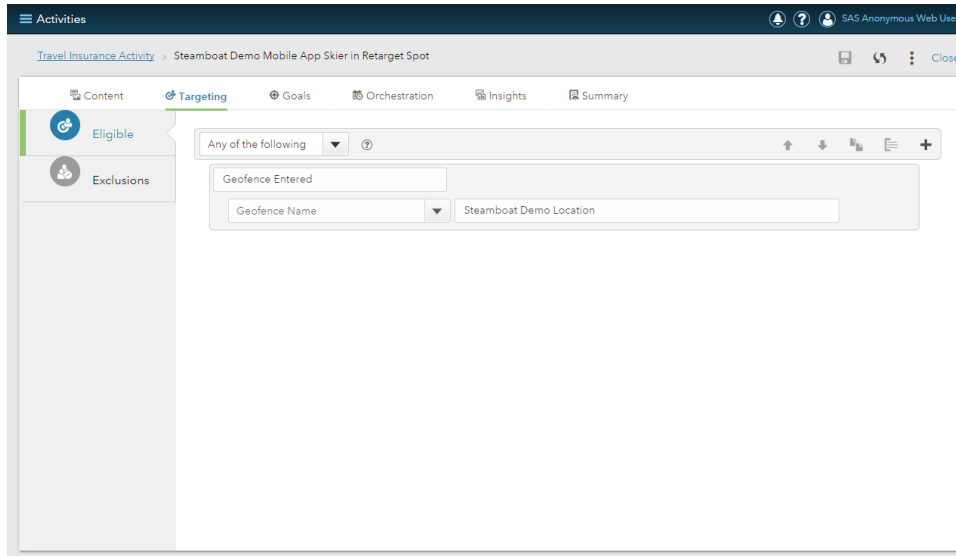 Activities
SAS Anonymous Web Use
Travel Insurance Activity › Steamboat Demo Mobile App Skier in Retarget Spot
Close
Content Targeting Goals Orchestration Insights Summary
Eligible
Any of the following
Exclusions
Geofence Entered
Geofence Name Steamboat Demo Location